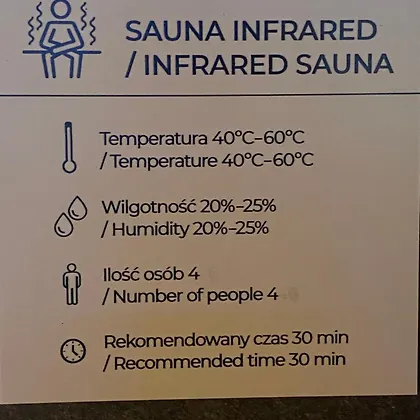 SAUNA INFRARED
/ INFRARED SAUNA
Temperatura 40°C-60°C
/ Temperature 40°C-60°C
Wilgotność 20%-25%
/ Humidity 20%-25%
Ilość osób 4
/ Number of people 4
Rekomendowany czas 30 min
/ Recommended time 30 min